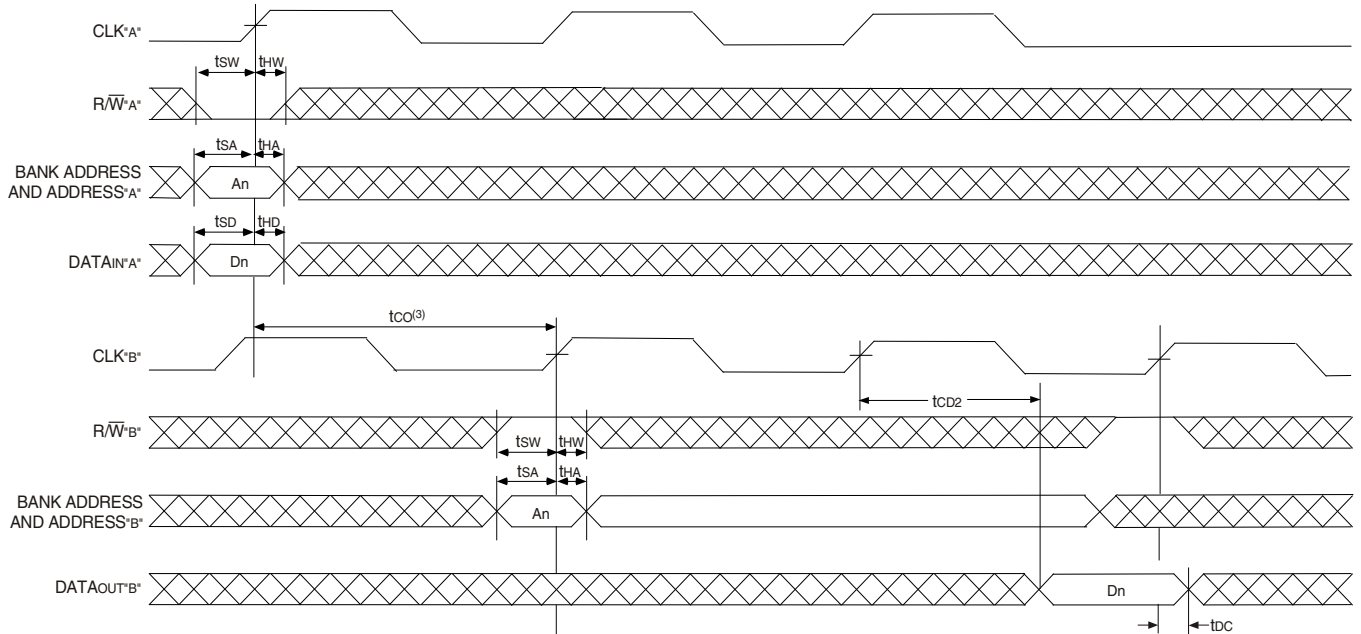 CLK"A"
tSW tHW
R/W̅"A"
tSA tHA
BANK ADDRESS
AND ADDRESS"A"
An
tSD tHD
DATAIN"A"
Dn
tCO(3)
CLK"B"
tCD2
R/W̅"B"
tSW tHW
tSA tHA
BANK ADDRESS
AND ADDRESS"B"
An
DATAOUT"B"
Dn
tDC